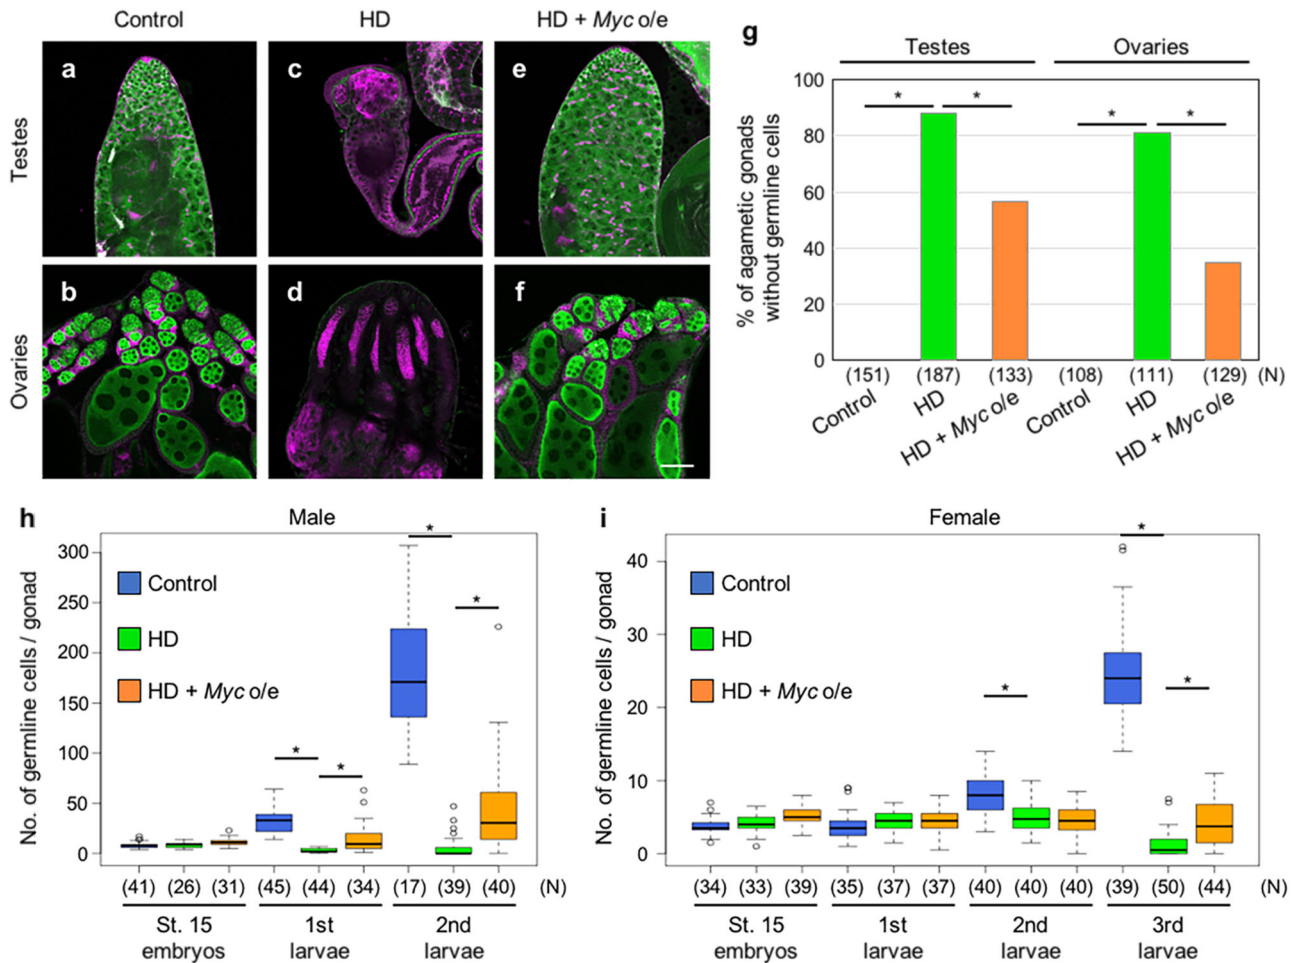 Control HD HD + Myc o/e
Testes
a c e
Ovaries
b d f
g
Testes Ovaries
% of agametic gonads
without germline cells
100
80
60
40
20
0
* * * *
(151) (187) (133) (108) (111) (129) (N)
Control HD HD + Myc o/e Control HD HD + Myc o/e
h
Male
No. of germline cells / gonad
300
250
200
150
100
50
0
Control
HD
HD + Myc o/e
* * * *
(41) (26) (31) (45) (44) (34) (17) (39) (40) (N)
St. 15 1st 2nd
embryos larvae larvae
i
Female
No. of germline cells / gonad
40
30
20
10
0
Control
HD
HD + Myc o/e
* * *
(34) (33) (39) (35) (37) (37) (40) (40) (40) (39) (50) (44) (N)
St. 15 1st 2nd 3rd
embryos larvae larvae larvae